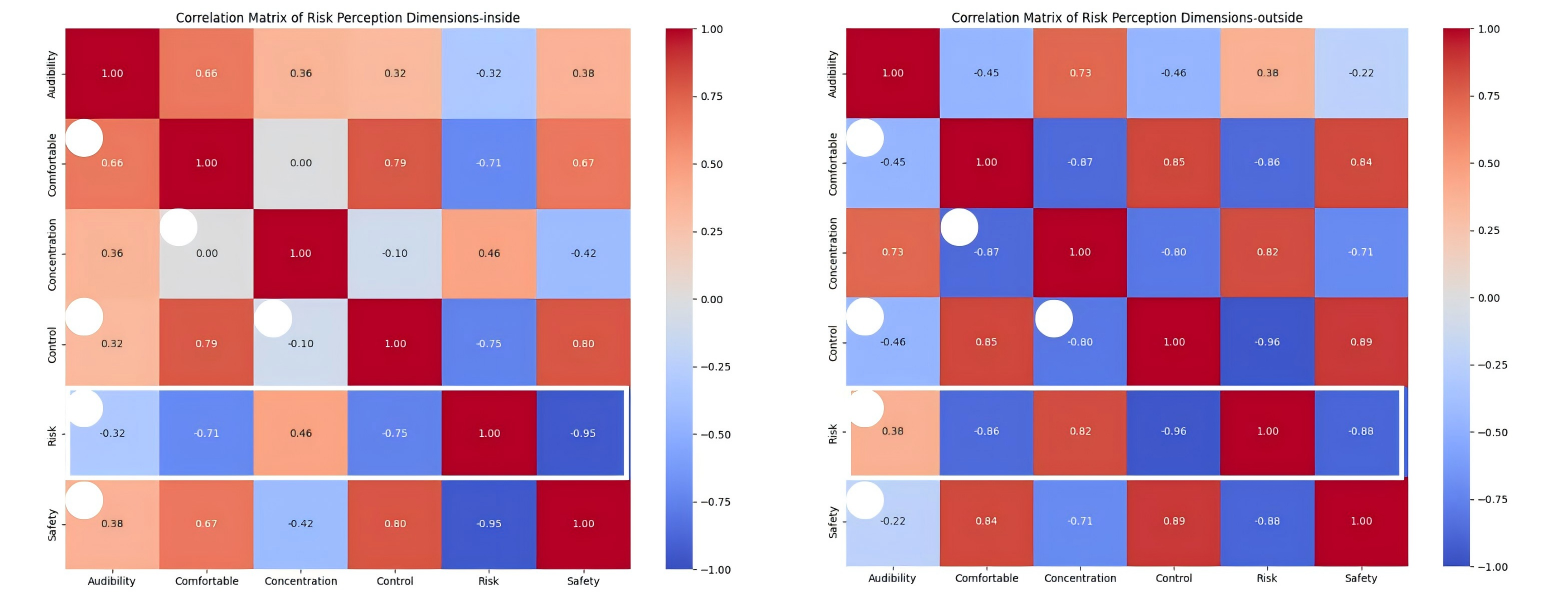 Correlation Matrix of Risk Perception Dimensions-inside
Audibility 1.00 0.66 0.36 0.32 -0.32 0.38
Comfortable 0.66 1.00 0.00 0.79 -0.71 0.67
Concentration 0.36 0.00 1.00 -0.10 0.46 -0.42
Control 0.32 0.79 -0.10 1.00 -0.75 0.80
Risk -0.32 -0.71 0.46 -0.75 1.00 -0.95
Safety 0.38 0.67 -0.42 0.80 -0.95 1.00
Audibility Comfortable Concentration Control Risk Safety
1.00
0.75
0.50
0.25
0.00
−0.25
−0.50
−0.75
−1.00
Correlation Matrix of Risk Perception Dimensions-outside
Audibility 1.00 -0.45 0.73 -0.46 0.38 -0.22
Comfortable -0.45 1.00 -0.87 0.85 -0.86 0.84
Concentration 0.73 -0.87 1.00 -0.80 0.82 -0.71
Control -0.46 0.85 -0.80 1.00 -0.96 0.89
Risk 0.38 -0.86 0.82 -0.96 1.00 -0.88
Safety -0.22 0.84 -0.71 0.89 -0.88 1.00
Audibility Comfortable Concentration Control Risk Safety
1.00
0.75
0.50
0.25
0.00
−0.25
−0.50
−0.75
−1.00